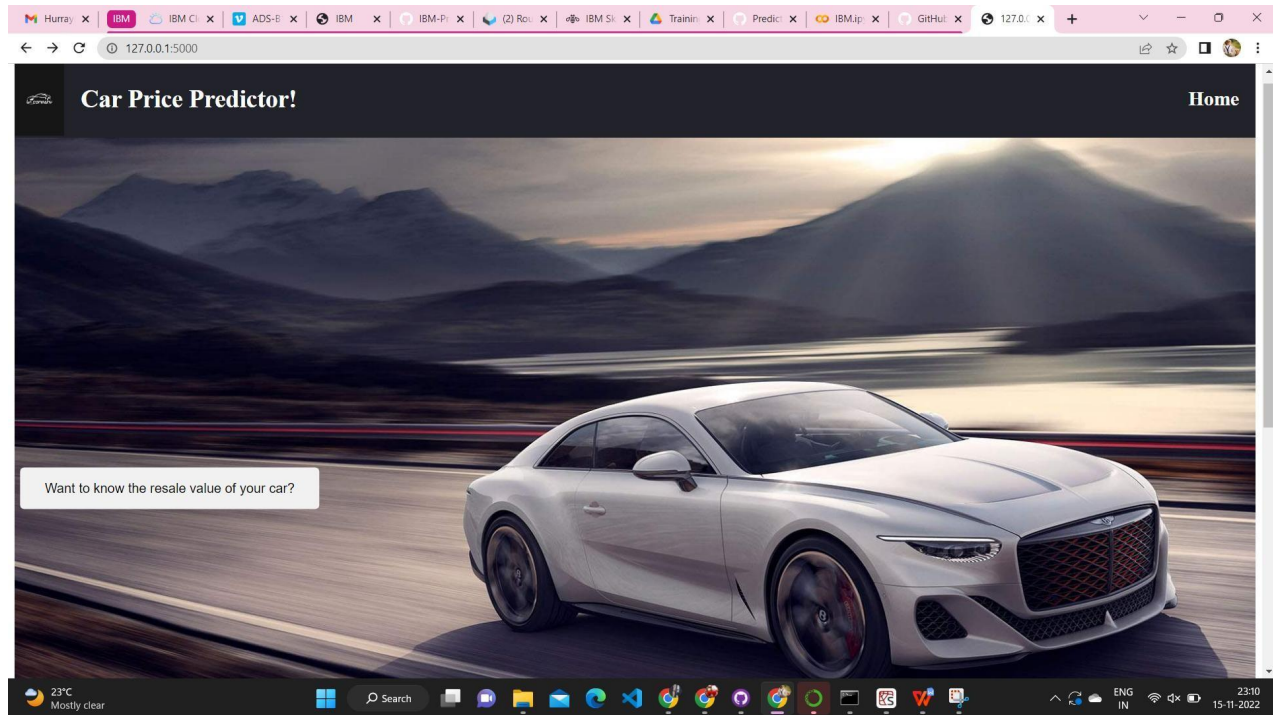 Hurray
IBM
IBM Cl
ADS-B
IBM
IBM-Pr
(2) Rou
IBM Sk
Trainin
Predict
IBM.ip
GitHub
127.0.0
127.0.0.1:5000
Car Price Predictor!
Home
Want to know the resale value of your car?
23°C
Mostly clear
Search
ENG
IN
23:10
15-11-2022